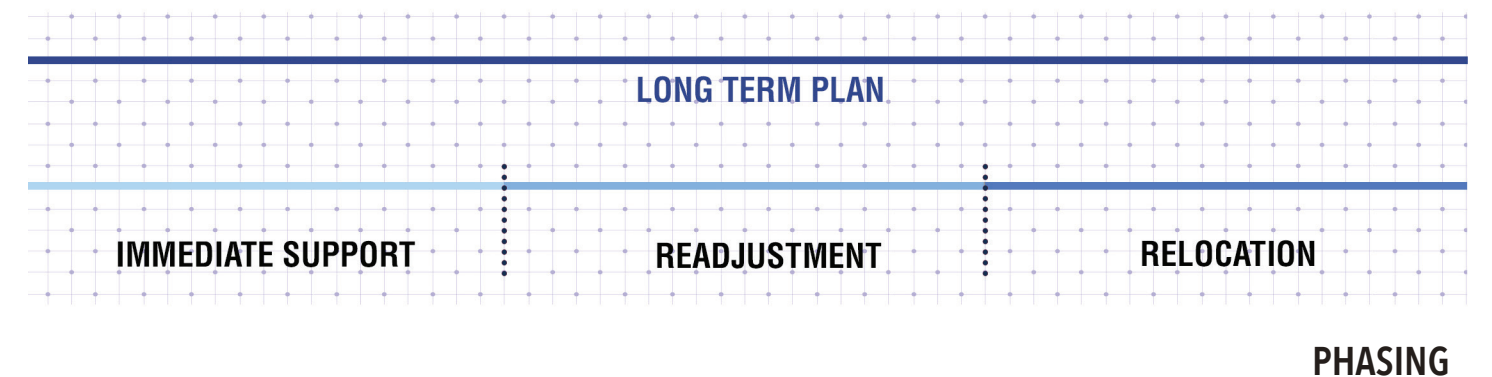 LONG TERM PLAN
IMMEDIATE SUPPORT
READJUSTMENT
RELOCATION
PHASING